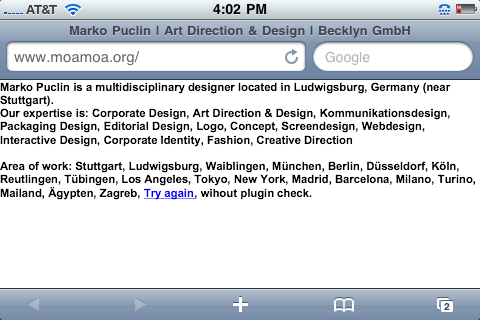 AT&T 4:02 PM
Marko Puclin | Art Direction & Design | Becklyn GmbH
www.moamoa.org/ Google
Marko Puclin is a multidisciplinary designer located in Ludwigsburg, Germany (near
Stuttgart).
Our expertise is: Corporate Design, Art Direction & Design, Kommunikationsdesign,
Packaging Design, Editorial Design, Logo, Concept, Screendesign, Webdesign,
Interactive Design, Corporate Identity, Fashion, Creative Direction
Area of work: Stuttgart, Ludwigsburg, Waiblingen, München, Berlin, Düsseldorf, Köln,
Reutlingen, Tübingen, Los Angeles, Tokyo, New York, Madrid, Barcelona, Milano, Turino,
Mailand, Ägypten, Zagreb, Try again, wihout plugin check.
2